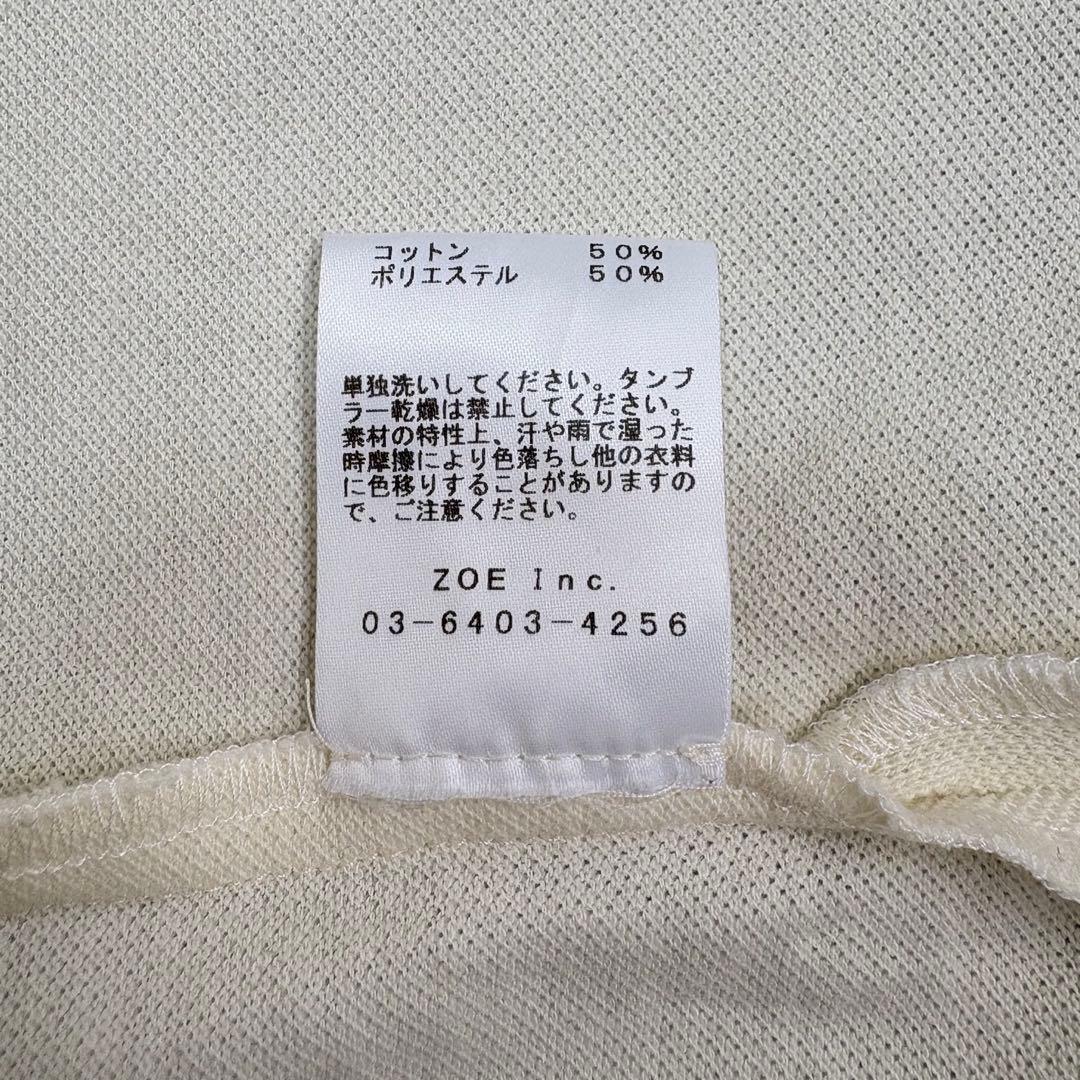 コットン 50%
ポリエステル 50%
単独洗いしてください。タンブ
ラー乾燥は禁止してください。
素材の特性上、汗や雨で湿った
時摩擦により色落ちし他の衣料
に色移りすることがありますの
で、ご注意ください。
ZOE Inc.
03-6403-4256